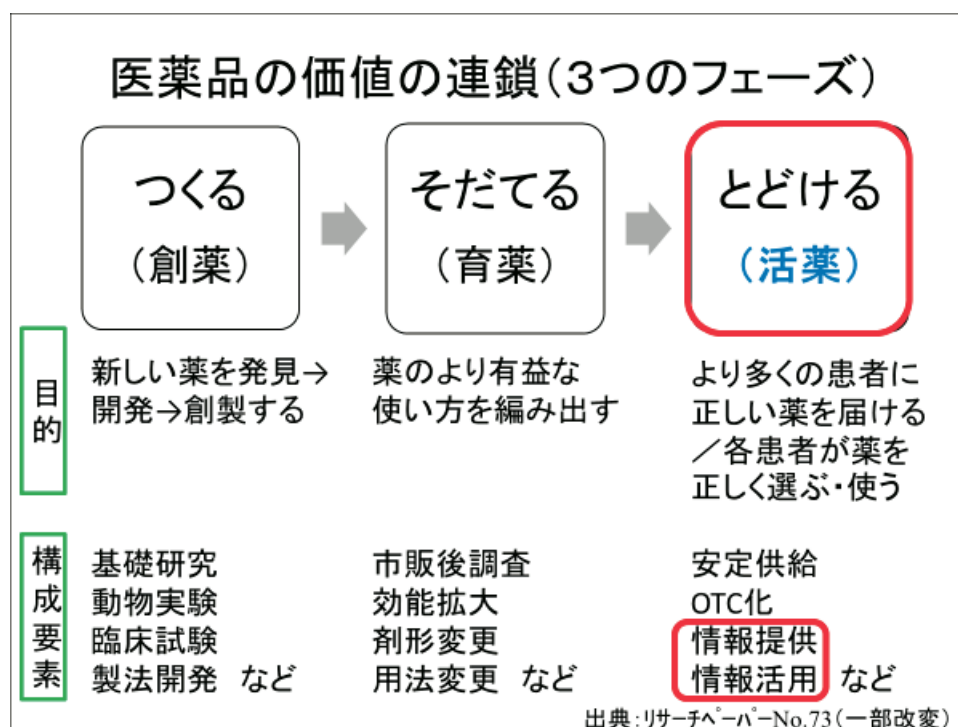 医薬品の価値の連鎖（３つのフェーズ）
つくる
（創薬）
そだてる
（育薬）
とどける
（活薬）
目的
新しい薬を発見→
開発→創製する
薬のより有益な
使い方を編み出す
より多くの患者に
正しい薬を届ける
／各患者が薬を
正しく選ぶ・使う
構成要素
基礎研究
動物実験
臨床試験
製法開発 など
市販後調査
効能拡大
剤形変更
用法変更 など
安定供給
OTC化
情報提供
情報活用 など
出典：ﾘｻｰﾁﾍﾟｰﾊﾟｰNo.73（一部改変）